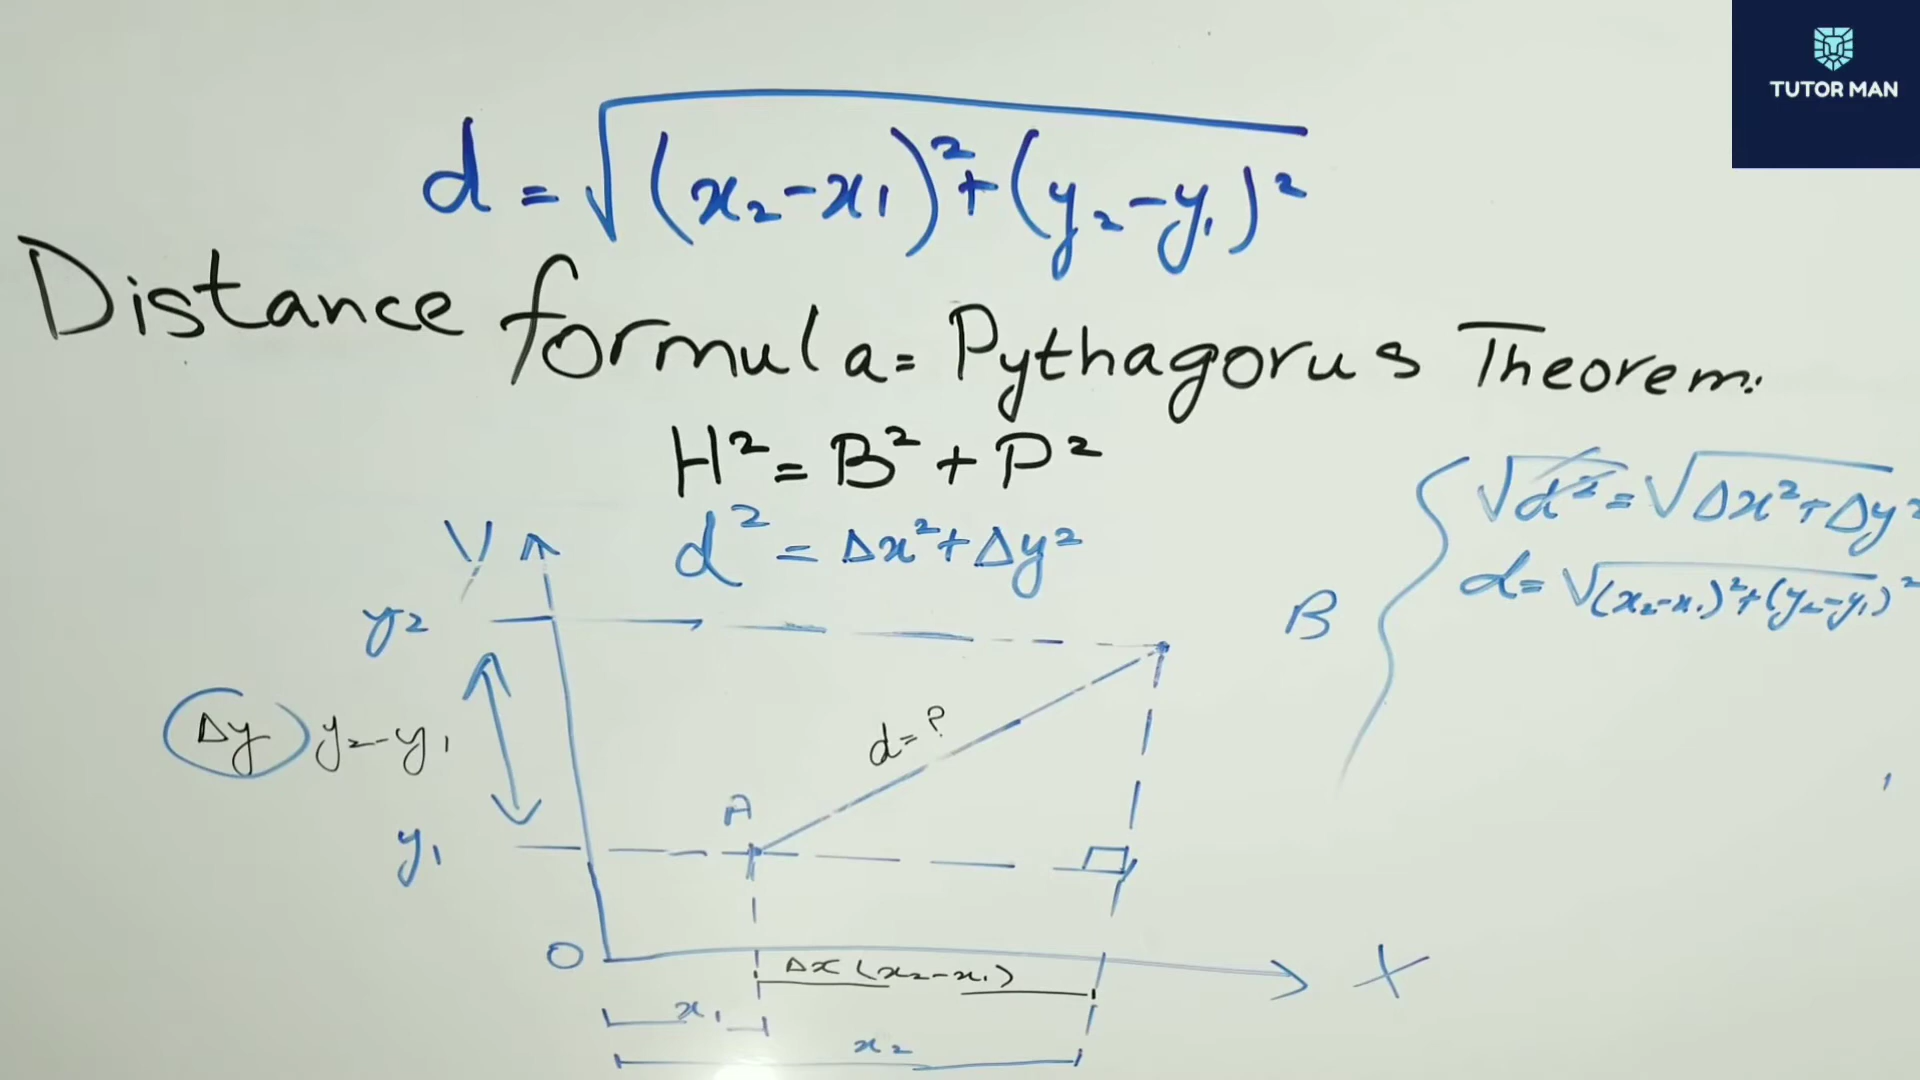 TUTOR MAN
d = √(x₂-x₁)²+(y₂-y₁)²
Distance formula = Pythagorus Theorem.
H² = B² + P²
d² = Δx²+Δy²
√d² = √Δx²+Δy²
d= √(x₂-x₁)²+(y₂-y₁)²
Y
y₂
B
Δy y₂-y₁
d=?
A
y₁
O
X
Δx (x₂-x₁)
x₁
x₂